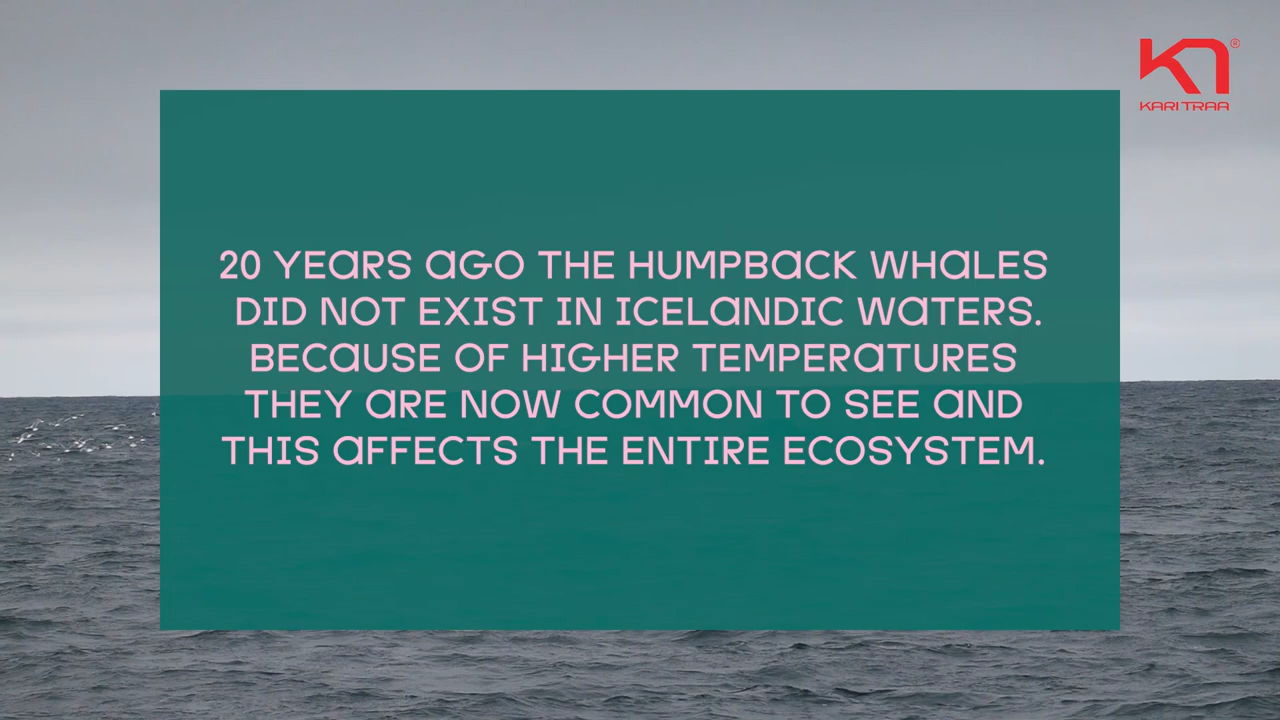 KARI TRAA
20 YEARS AGO THE HUMPBACK WHALES
DID NOT EXIST IN ICELANDIC WATERS.
BECAUSE OF HIGHER TEMPERATURES
THEY ARE NOW COMMON TO SEE AND
THIS AFFECTS THE ENTIRE ECOSYSTEM.